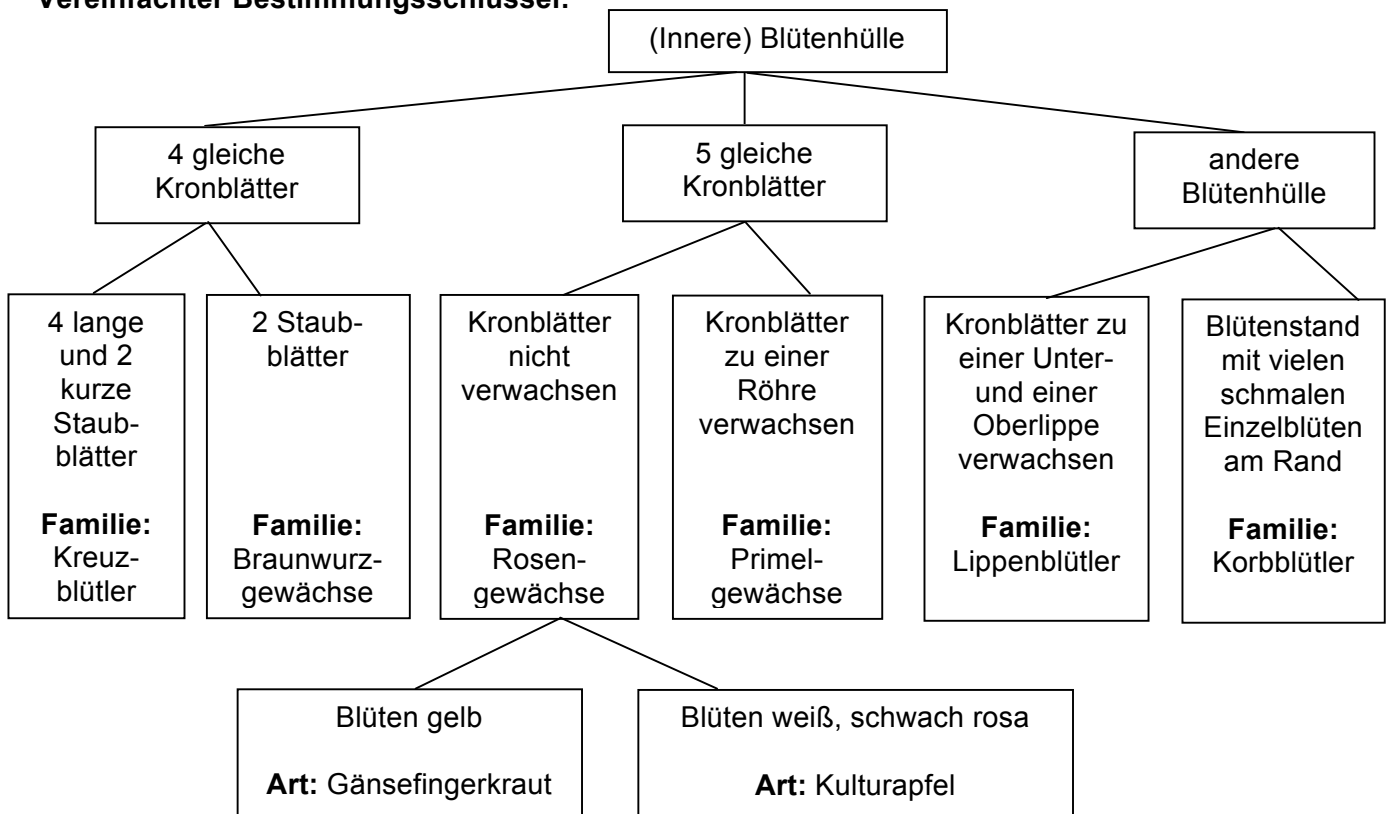 Vereinfachter Bestimmungsschlüssel:
(Innere) Blütenhülle
4 gleiche
Kronblätter
5 gleiche
Kronblätter
andere
Blütenhülle
4 lange
und 2
kurze
Staub-
blätter
Familie:
Kreuz-
blütler
2 Staub-
blätter
Familie:
Braunwurz-
gewächse
Kronblätter
nicht
verwachsen
Familie:
Rosen-
gewächse
Kronblätter
zu einer
Röhre
verwachsen
Familie:
Primel-
gewächse
Kronblätter zu
einer Unter-
und einer
Oberlippe
verwachsen
Familie:
Lippenblütler
Blütenstand
mit vielen
schmalen
Einzelblüten
am Rand
Familie:
Korbblütler
Blüten gelb
Art: Gänsefingerkraut
Blüten weiß, schwach rosa
Art: Kulturapfel